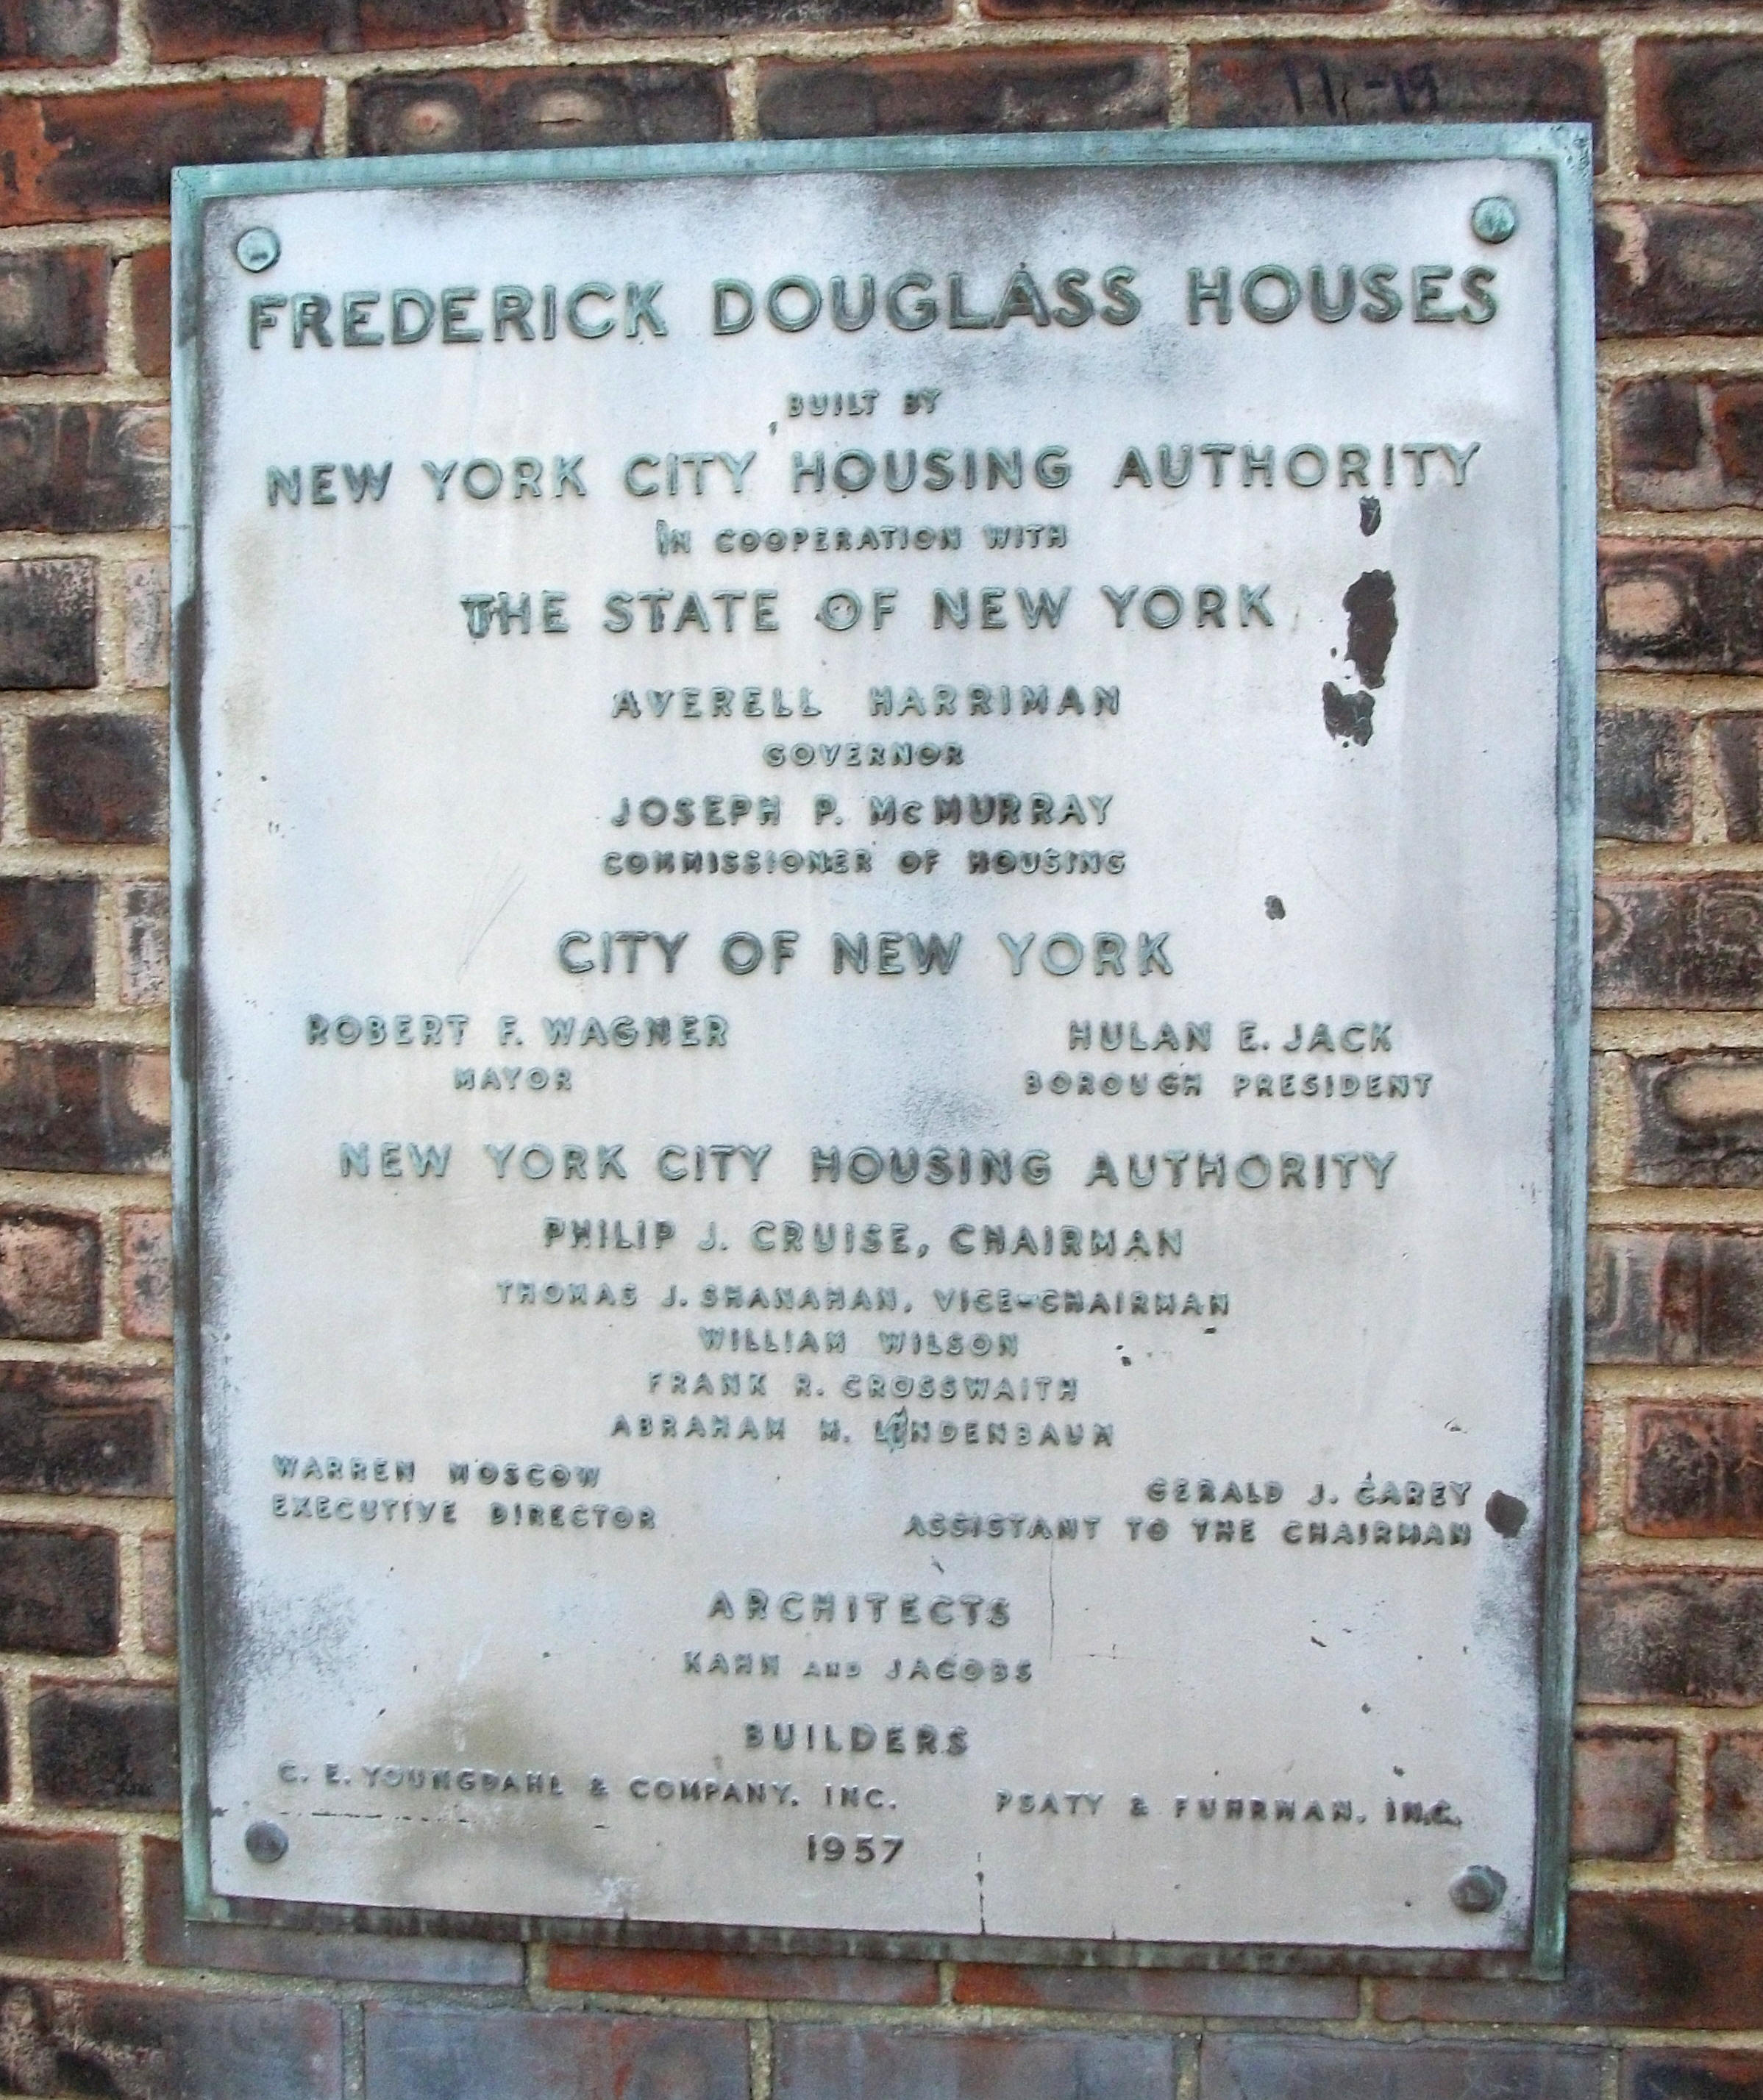 11-19
FREDERICK DOUGLASS HOUSES
BUILT BY
NEW YORK CITY HOUSING AUTHORITY
IN COOPERATION WITH
THE STATE OF NEW YORK
AVERELL HARRIMAN
GOVERNOR
JOSEPH P. McMURRAY
COMMISSIONER OF HOUSING
CITY OF NEW YORK
ROBERT F. WAGNER
MAYOR
HULAN E. JACK
BOROUGH PRESIDENT
NEW YORK CITY HOUSING AUTHORITY
PHILIP J. CRUISE, CHAIRMAN
THOMAS J. SHANAHAN, VICE-CHAIRMAN
WILLIAM WILSON
FRANK R. CROSSWAITH
ABRAHAM M. LINDENBAUM
WARREN MOSCOW
EXECUTIVE DIRECTOR
GERALD J. CAREY
ASSISTANT TO THE CHAIRMAN
ARCHITECTS
KAHN AND JACOBS
BUILDERS
C. E. YOUNGDAHL & COMPANY, INC.
PSATY & FUHRMAN, INC.
1957